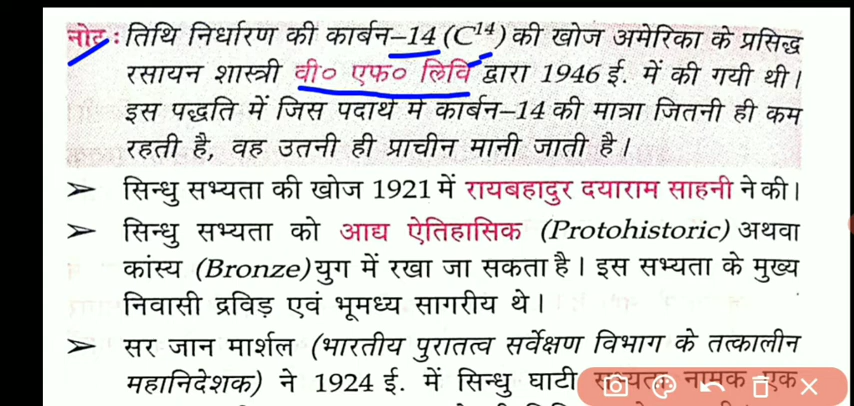 नोट : तिथि निर्धारण की कार्बन–14 (C¹⁴) की खोज अमेरिका के प्रसिद्ध
रसायन शास्त्री वी० एफ० लिवि द्वारा 1946 ई. में की गयी थी।
इस पद्धति में जिस पदार्थ में कार्बन–14 की मात्रा जितनी ही कम
रहती है, वह उतनी ही प्राचीन मानी जाती है।
➤ सिन्धु सभ्यता की खोज 1921 में रायबहादुर दयाराम साहनी ने की।
➤ सिन्धु सभ्यता को आद्य ऐतिहासिक (Protohistoric) अथवा
कांस्य (Bronze) युग में रखा जा सकता है। इस सभ्यता के मुख्य
निवासी द्रविड़ एवं भूमध्य सागरीय थे।
➤ सर जान मार्शल (भारतीय पुरातत्व सर्वेक्षण विभाग के तत्कालीन
महानिदेशक) ने 1924 ई. में सिन्धु घाटी सभ्यता नामक एक